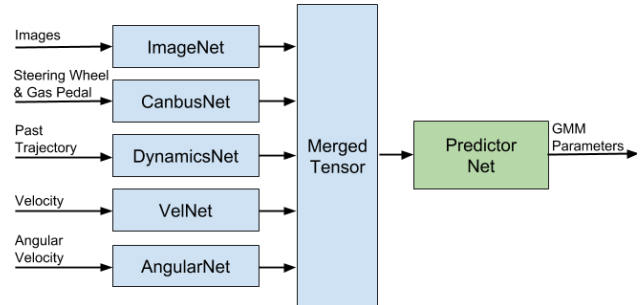 Images
ImageNet
Steering Wheel
& Gas Pedal
CanbusNet
Past
Trajectory
DynamicsNet
Velocity
VelNet
Angular
Velocity
AngularNet
Merged
Tensor
Predictor
Net
GMM
Parameters